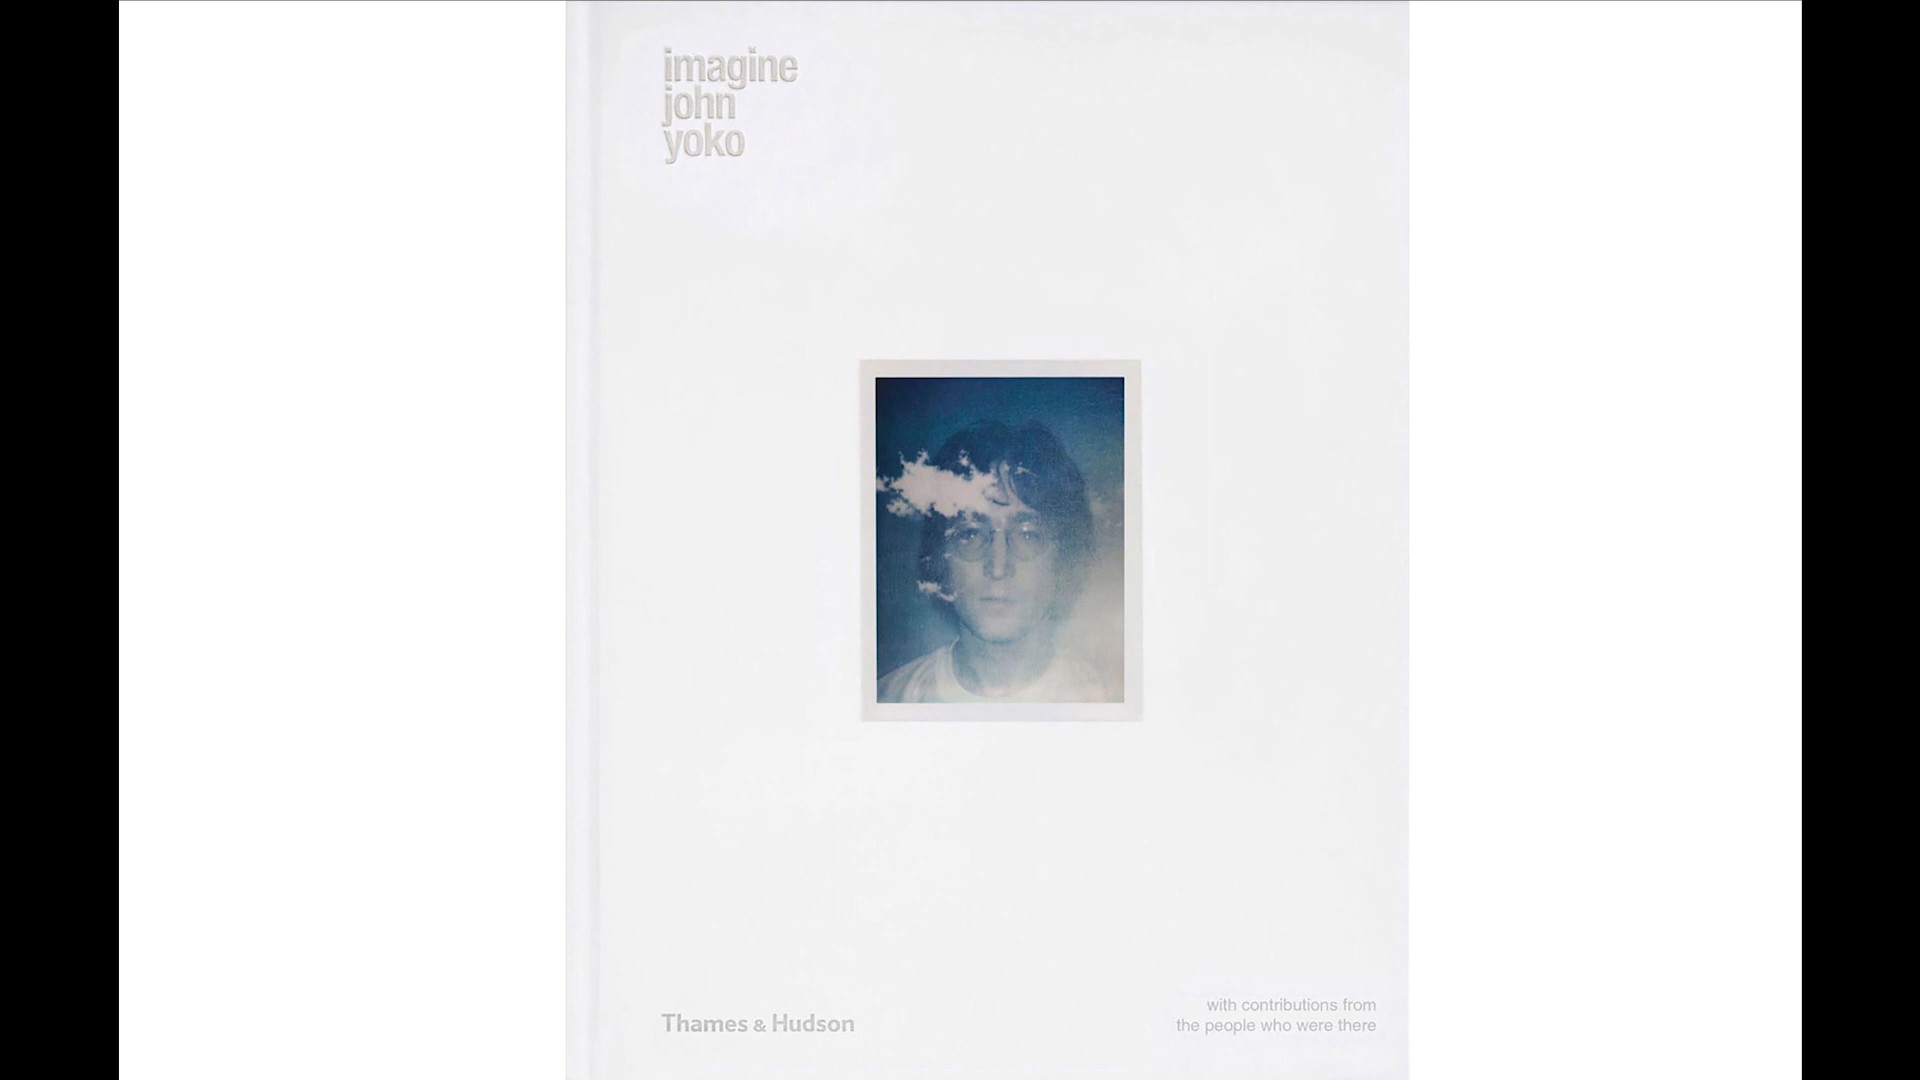 imagine
john
yoko
Thames & Hudson
with contributions from
the people who were there